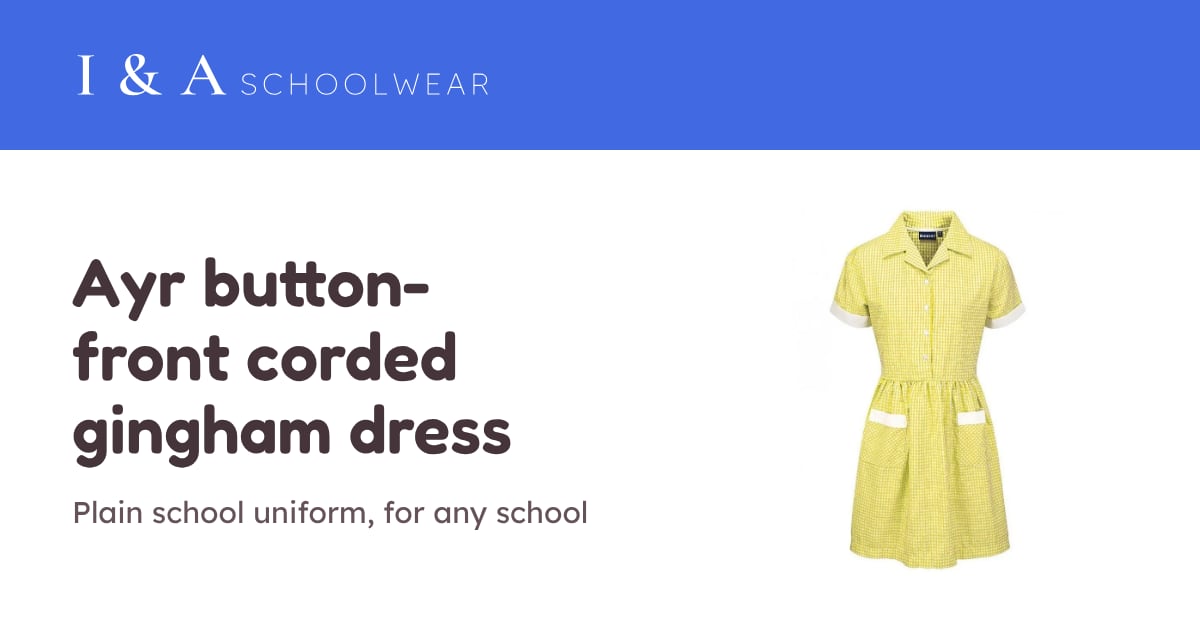 I & A SCHOOLWEAR
Ayr button-
front corded
gingham dress
Plain school uniform, for any school